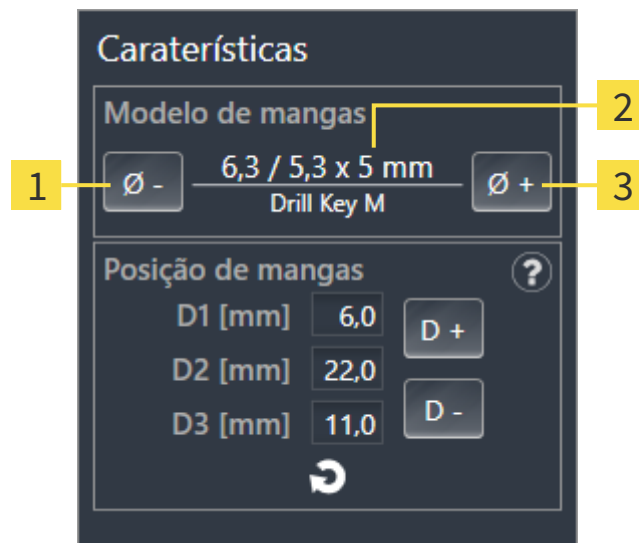 Caraterísticas
Modelo de mangas
2
1
Ø -
6,3 / 5,3 x 5 mm
Drill Key M
Ø +
3
Posição de mangas
?
D1 [mm] 6,0
D +
D2 [mm] 22,0
D -
D3 [mm] 11,0